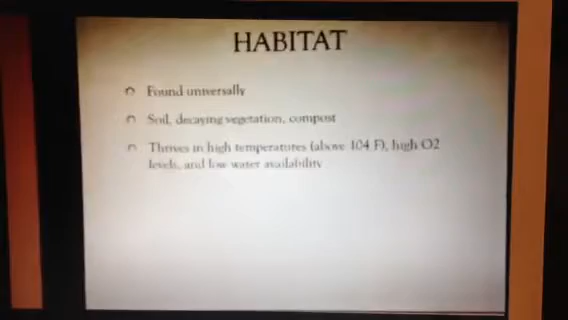 HABITAT
Found universally
Soil, decaying vegetation, compost
Thrives in high temperatures (above 104 F), high O2
levels, and low water availability